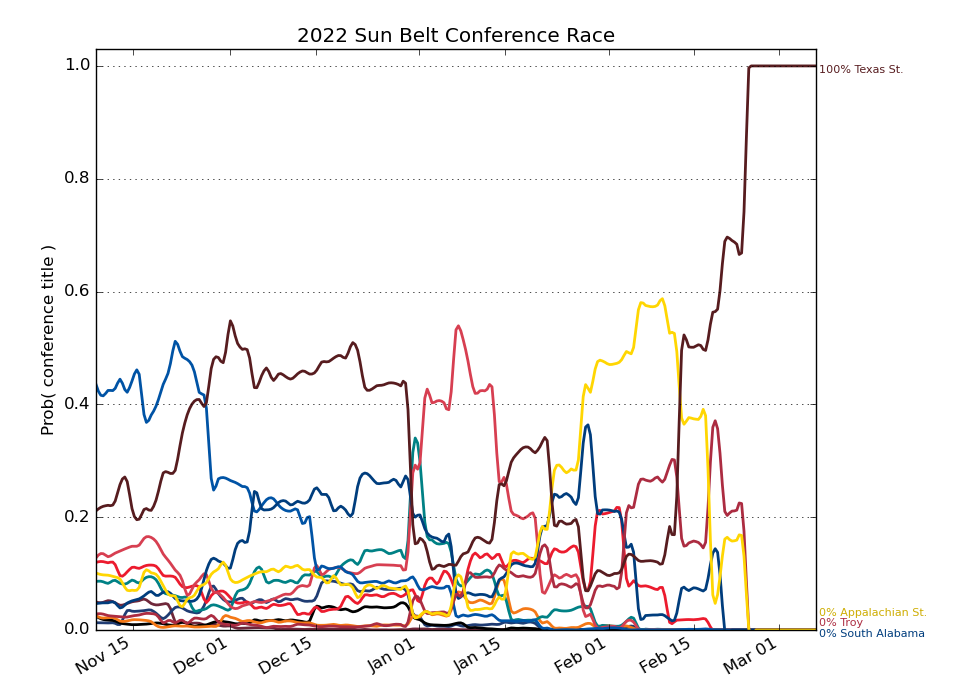 2022 Sun Belt Conference Race
Prob( conference title )
1.0
0.8
0.6
0.4
0.2
0.0
100% Texas St.
0% Appalachian St.
0% Troy
0% South Alabama
Nov 15
Dec 01
Dec 15
Jan 01
Jan 15
Feb 01
Feb 15
Mar 01